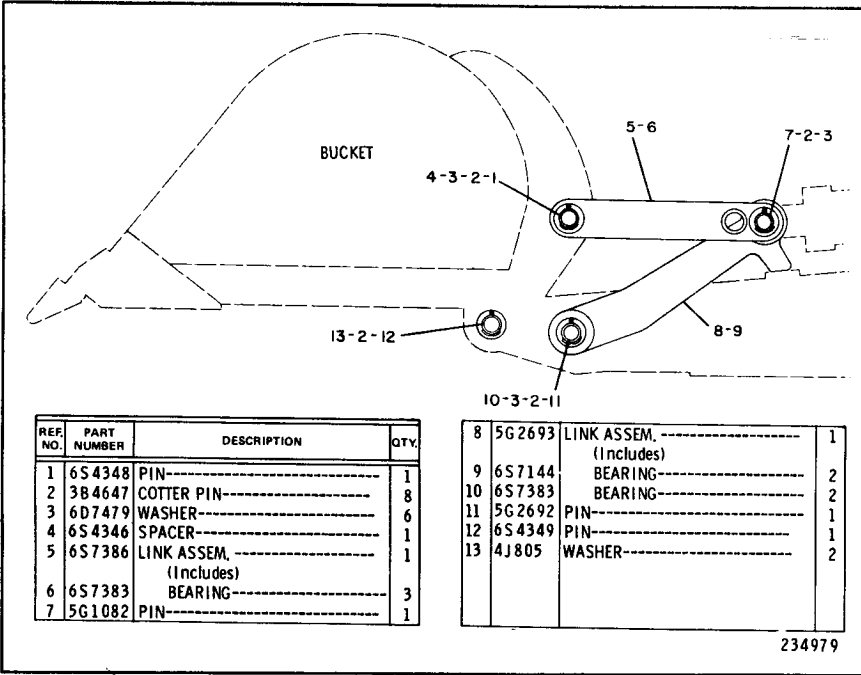 BUCKET
5-6
7-2-3
4-3-2-1
13-2-12
8-9
10-3-2-11
REF. NO. PART NUMBER DESCRIPTION QTY.
1 6S4348 PIN 1
2 3B4647 COTTER PIN 8
3 6D7479 WASHER 6
4 6S4346 SPACER 1
5 6S7386 LINK ASSEM. 1
(Includes)
6 6S7383 BEARING 3
7 5G1082 PIN 1
8 5G2693 LINK ASSEM. 1
(Includes)
9 6S7144 BEARING 2
10 6S7383 BEARING 2
11 5G2692 PIN 1
12 6S4349 PIN 1
13 4J805 WASHER 2
234979